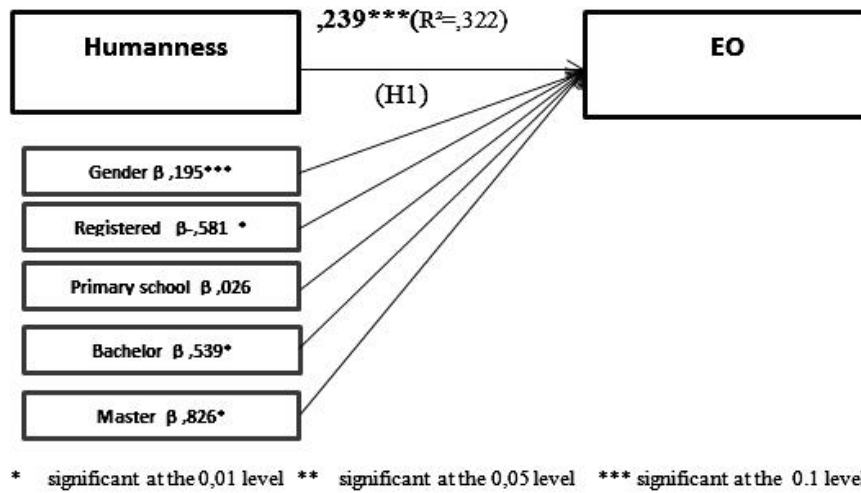 ,239***(R²=,322)
Humanness
EO
(H1)
Gender β ,195***
Registered β-,581 *
Primary school β ,026
Bachelor β ,539*
Master β ,826*
* significant at the 0,01 level ** significant at the 0,05 level *** significant at the 0.1 level